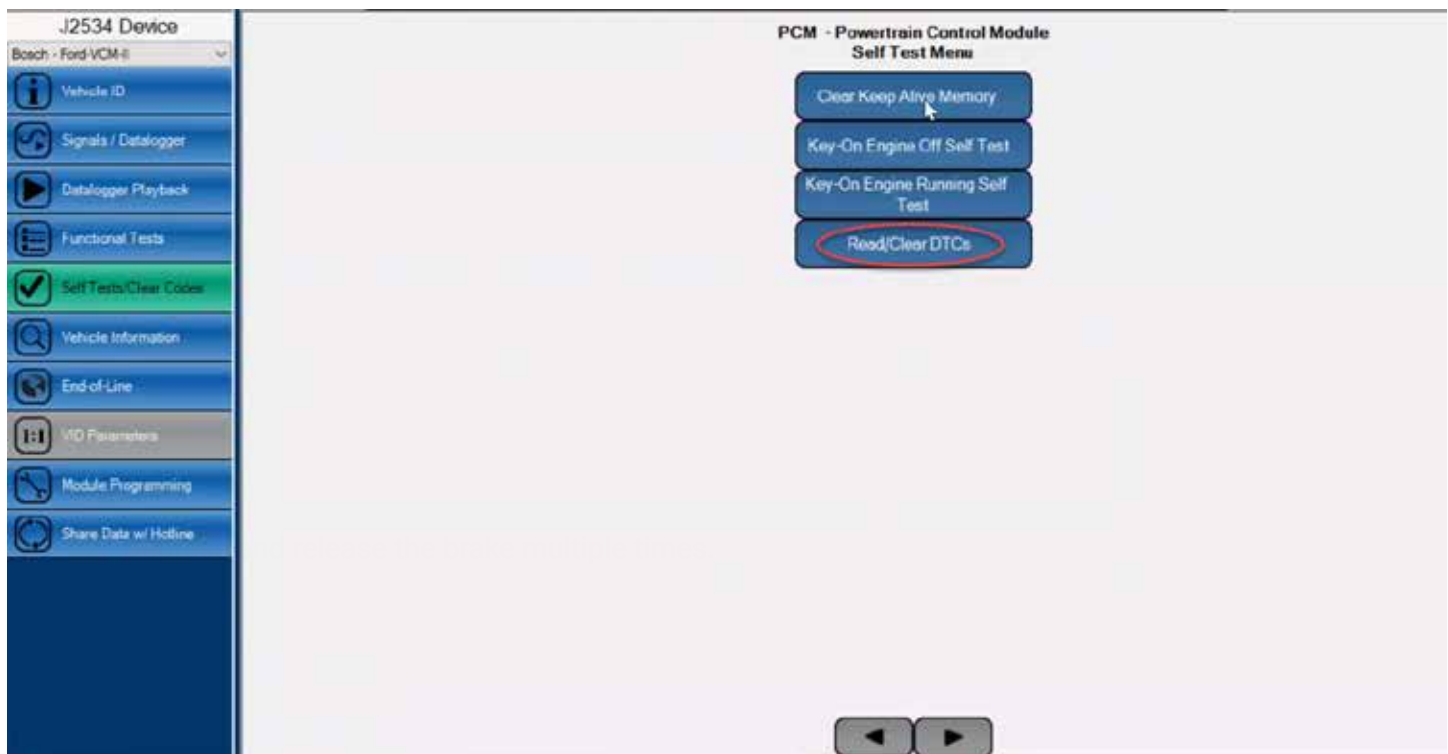 J2534 Device
Bosch - Ford-VCM-II
Vehicle ID
Signals / Datalogger
Datalogger Playback
Functional Tests
Self Tests/Clear Codes
Vehicle Information
End-of-Line
1:1
VID Parameters
Module Programming
Share Data w/ Hotline
PCM - Powertrain Control Module
Self Test Menu
Clear Keep Alive Memory
Key-On Engine Off Self Test
Key-On Engine Running Self
Test
Read/Clear DTCs